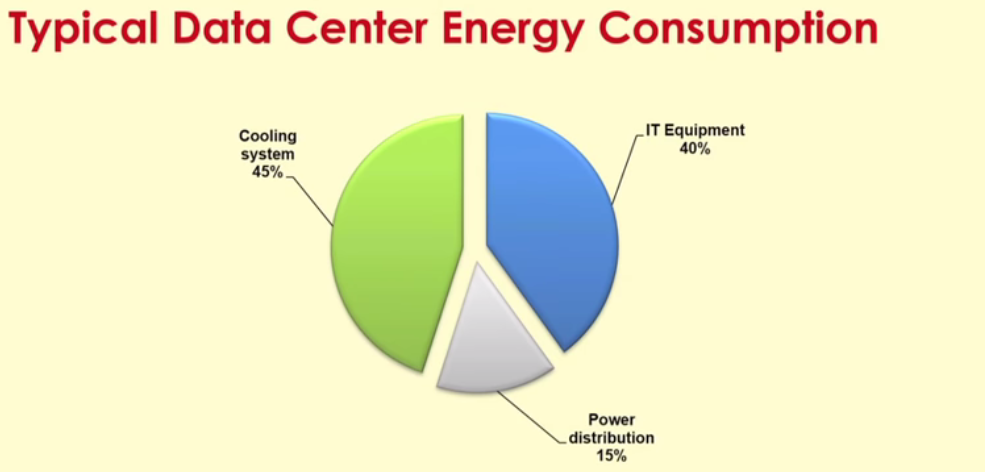 Typical Data Center Energy Consumption
Cooling
system
45%
IT Equipment
40%
Power
distribution
15%